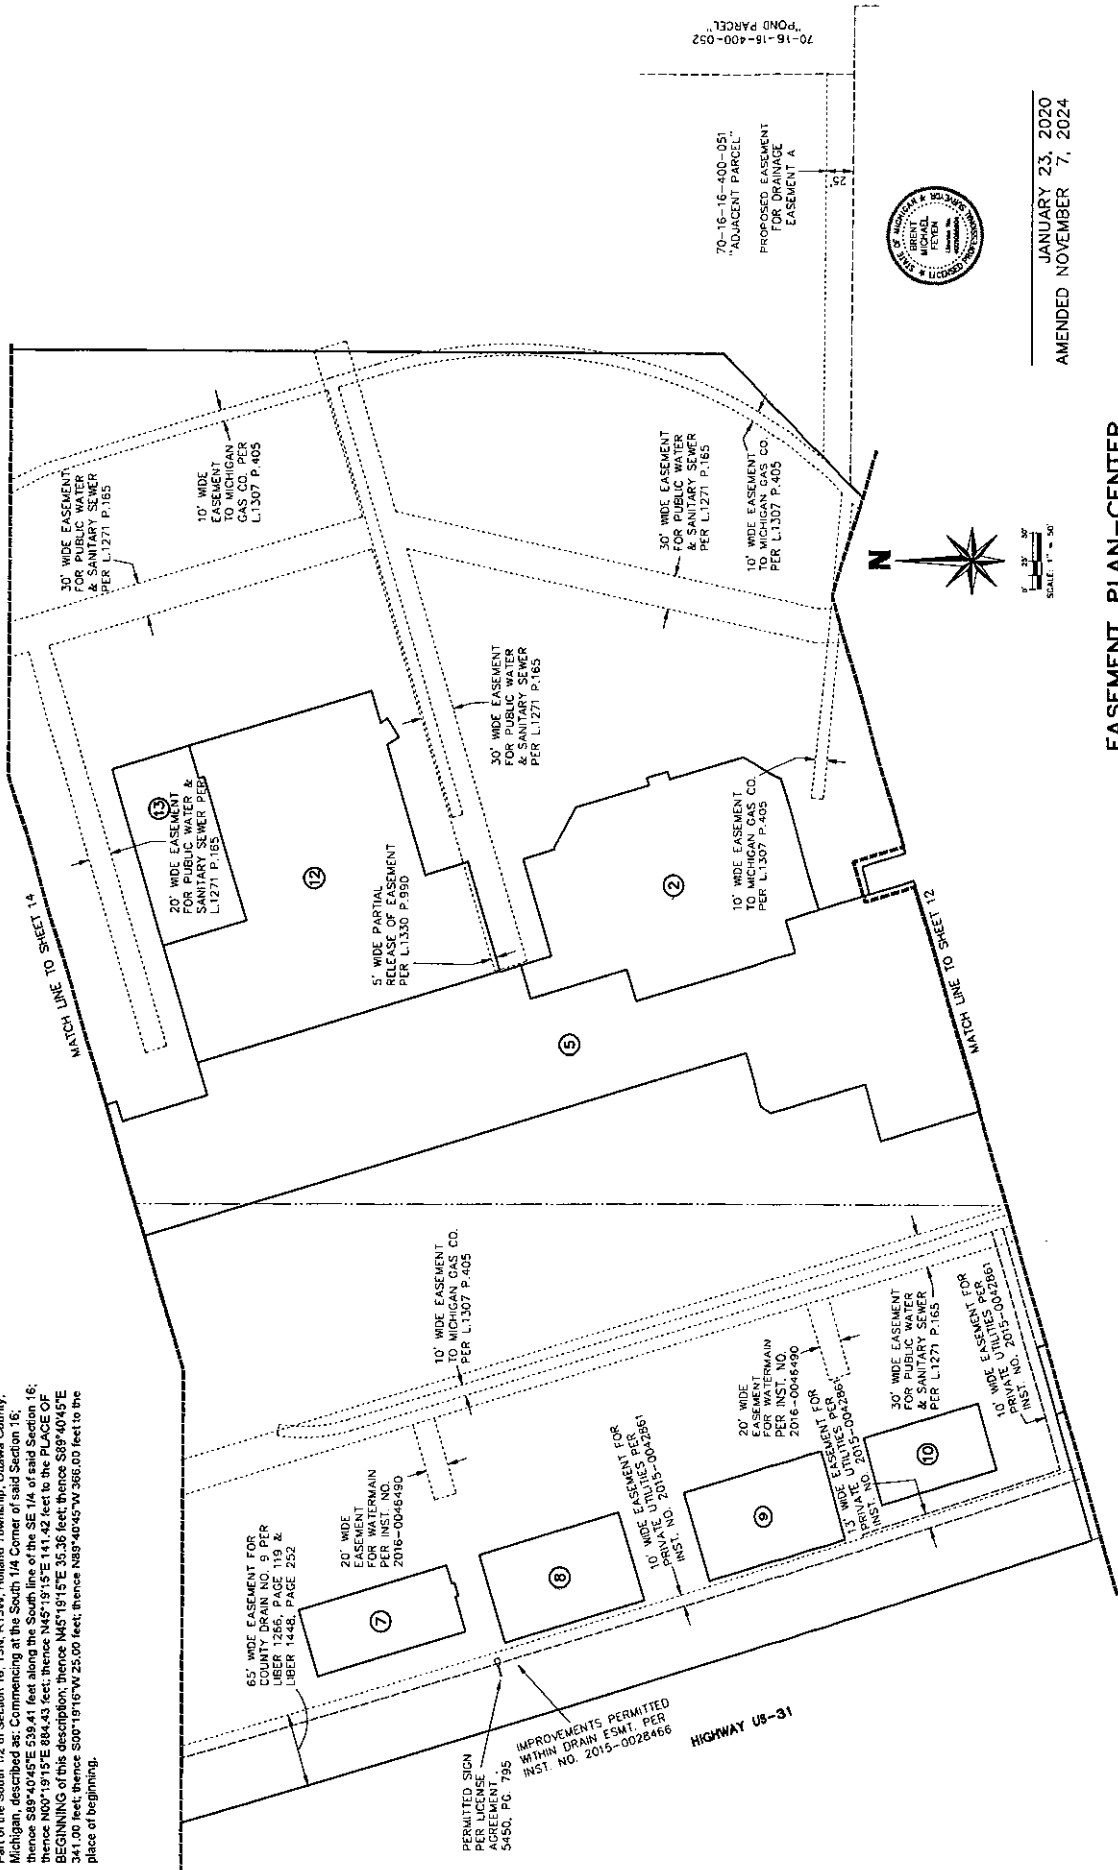 Michigan, described as: Commencing at the South 1/4 Corner of said Section 16;
thence S89°40'45"E 539.41 feet along the South line of the SE 1/4 of said Section 16;
thence N00°19'15"E 884.43 feet; thence N45°19'15"E 141.42 feet to the PLACE OF
BEGINNING of this description; thence N45°19'15"E 35.36 feet; thence S89°40'45"E
341.00 feet; thence S00°19'16"W 25.00 feet; thence N89°40'45"W 366.00 feet to the
place of beginning.
MATCH LINE TO SHEET 14
30' WIDE EASEMENT
FOR PUBLIC WATER
& SANITARY SEWER
PER L.1271 P.165
10' WIDE
EASEMENT
TO MICHIGAN
GAS CO. PER
L.1307 P.405
13
20' WIDE EASEMENT
FOR PUBLIC WATER &
SANITARY SEWER PER
L.1271 P.165
12
5' WIDE PARTIAL
RELEASE OF EASEMENT
PER L.1330 P.990
30' WIDE EASEMENT
FOR PUBLIC WATER
& SANITARY SEWER
PER L.1271 P.165
30' WIDE EASEMENT
FOR PUBLIC WATER
& SANITARY SEWER
PER L.1271 P.165
10' WIDE EASEMENT
TO MICHIGAN GAS CO.
PER L.1307 P.405
2
10' WIDE EASEMENT
TO MICHIGAN GAS CO.
PER L.1307 P.405
5
MATCH LINE TO SHEET 12
10' WIDE EASEMENT
TO MICHIGAN GAS CO.
PER L.1307 P.405
65' WIDE EASEMENT FOR
COUNTY DRAIN NO. 9 PER
LIBER 1266, PAGE 119 &
LIBER 1448, PAGE 252
20' WIDE
EASEMENT
FOR WATERMAIN
PER INST. NO.
2016-0046490
7
8
10' WIDE EASEMENT FOR
PRIVATE UTILITIES PER
INST. NO. 2015-0042861
9
20' WIDE
EASEMENT
FOR WATERMAIN
PER INST. NO.
2016-0046490
13' WIDE EASEMENT FOR
PRIVATE UTILITIES PER
INST. NO. 2015-0042861
10
30' WIDE EASEMENT
FOR PUBLIC WATER
& SANITARY SEWER
PER L.1271 P.165
10' WIDE EASEMENT FOR
PRIVATE UTILITIES PER
INST. NO. 2015-0042861
PERMITTED SIGN
PER LICENSE
AGREEMENT
5450, PG. 795
IMPROVEMENTS PERMITTED
WITHIN DRAIN ESMT. PER
INST. NO. 2015-0028466
HIGHWAY US-31
70-16-16-400-052
"POND PARCEL"
70-16-16-400-051
"ADJACENT PARCEL"
PROPOSED EASEMENT
FOR DRAINAGE
EASEMENT A
25'
N
0' 25' 50'
SCALE: 1" = 50'
STATE OF MICHIGAN
BRENT
MICHAEL
FEYEN
LICENSED PROFESSIONAL SURVEYOR
JANUARY 23, 2020
AMENDED NOVEMBER 7, 2024
EASEMENT PLAN-CENTER